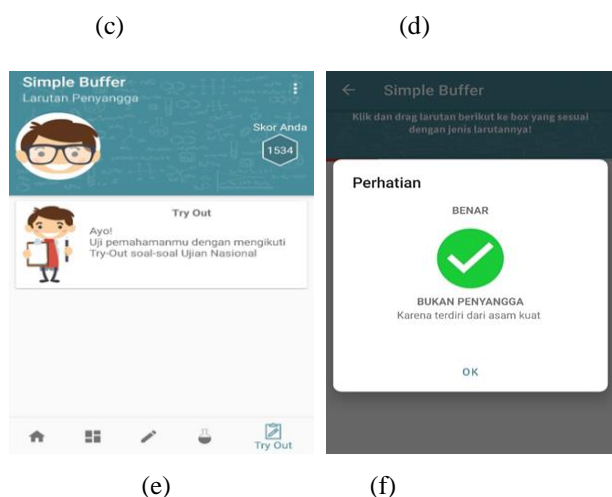 (c)
(d)
Simple Buffer
Larutan Penyangga
Skor Anda
1534
Try Out
Ayo!
Uji pemahamanmu dengan mengikuti
Try-Out soal-soal Ujian Nasional
Try Out
(e)
Simple Buffer
Klik dan drag larutan berikut ke box yang sesuai
dengan jenis larutannya!
Perhatian
BENAR
BUKAN PENYANGGA
Karena terdiri dari asam kuat
OK
(f)